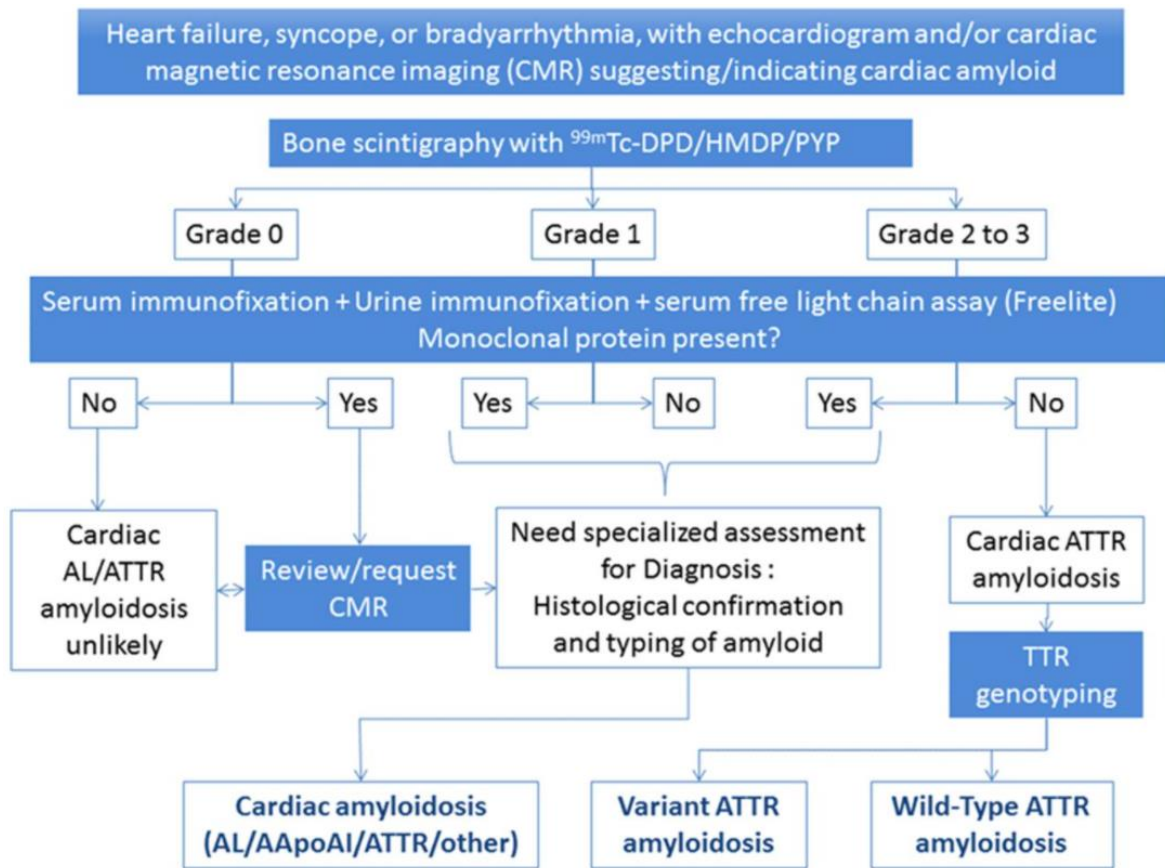 Heart failure, syncope, or bradyarrhythmia, with echocardiogram and/or cardiac
magnetic resonance imaging (CMR) suggesting/indicating cardiac amyloid
Bone scintigraphy with ⁹⁹ᵐTc-DPD/HMDP/PYP
Grade 0
Grade 1
Grade 2 to 3
Serum immunofixation + Urine immunofixation + serum free light chain assay (Freelite)
Monoclonal protein present?
No
Yes
Yes
No
Yes
No
Cardiac
AL/ATTR
amyloidosis
unlikely
Review/request
CMR
Need specialized assessment
for Diagnosis :
Histological confirmation
and typing of amyloid
Cardiac ATTR
amyloidosis
TTR
genotyping
Cardiac amyloidosis
(AL/AApoAI/ATTR/other)
Variant ATTR
amyloidosis
Wild-Type ATTR
amyloidosis